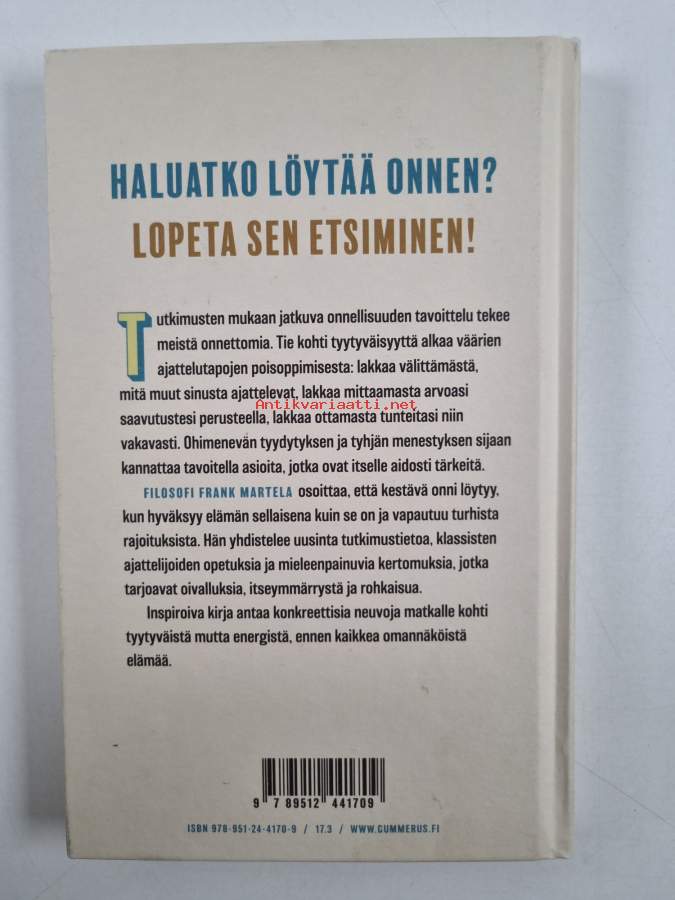 HALUATKO LÖYTÄÄ ONNEN?
LOPETA SEN ETSIMINEN!
Tutkimusten mukaan jatkuva onnellisuuden tavoittelu tekee
meistä onnettomia. Tie kohti tyytyväisyyttä alkaa väärien
ajattelutapojen poisoppimisesta: lakkaa välittämästä,
mitä muut sinusta ajattelevat, lakkaa mittaamasta arvoasi
Antikvariaatti.net
saavutustesi perusteella, lakkaa ottamasta tunteitasi niin
vakavasti. Ohimenevän tyydytyksen ja tyhjän menestyksen sijaan
kannattaa tavoitella asioita, jotka ovat itselle aidosti tärkeitä.
FILOSOFI FRANK MARTELA osoittaa, että kestävä onni löytyy,
kun hyväksyy elämän sellaisena kuin se on ja vapautuu turhista
rajoituksista. Hän yhdistelee uusinta tutkimustietoa, klassisten
ajattelijoiden opetuksia ja mieleenpainuvia kertomuksia, jotka
tarjoavat oivalluksia, itseymmärrystä ja rohkaisua.
Inspiroiva kirja antaa konkreettisia neuvoja matkalle kohti
tyytyväistä mutta energistä, ennen kaikkea omannäköistä
elämää.
9 789512 441709
ISBN 978-951-24-4170-9 / 17.3 / WWW.GUMMERUS.FI